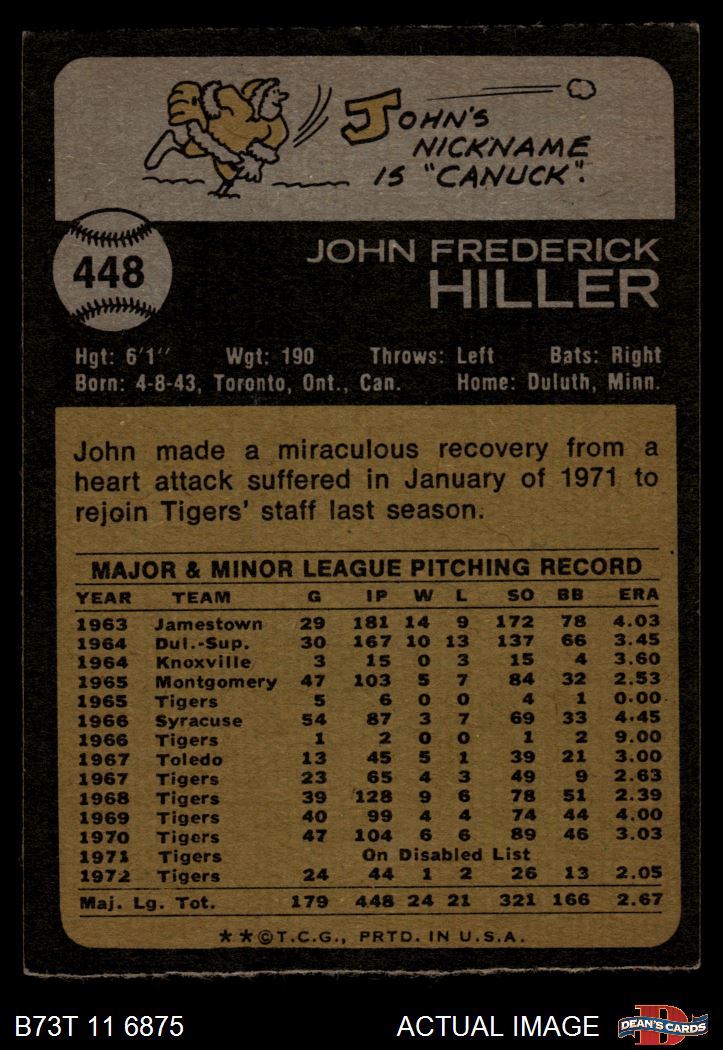 JOHN'S
NICKNAME
IS "CANUCK".
448
JOHN FREDERICK
HILLER
Hgt: 6'1'' Wgt: 190 Throws: Left Bats: Right
Born: 4-8-43, Toronto, Ont., Can. Home: Duluth, Minn.
John made a miraculous recovery from a
heart attack suffered in January of 1971 to
rejoin Tigers' staff last season.
MAJOR & MINOR LEAGUE PITCHING RECORD
YEAR TEAM G IP W L SO BB ERA
1963 Jamestown 29 181 14 9 172 78 4.03
1964 Dul.-Sup. 30 167 10 13 137 66 3.45
1964 Knoxville 3 15 0 3 15 4 3.60
1965 Montgomery 47 103 5 7 84 32 2.53
1965 Tigers 5 6 0 0 4 1 0.00
1966 Syracuse 54 87 3 7 69 33 4.45
1966 Tigers 1 2 0 0 1 2 9.00
1967 Toledo 13 45 5 1 39 21 3.00
1967 Tigers 23 65 4 3 49 9 2.63
1968 Tigers 39 128 9 6 78 51 2.39
1969 Tigers 40 99 4 4 74 44 4.00
1970 Tigers 47 104 6 6 89 46 3.03
1971 Tigers On Disabled List
1972 Tigers 24 44 1 2 26 13 2.05
Maj. Lg. Tot. 179 448 24 21 321 166 2.67
**©T.C.G., PRTD. IN U.S.A.
B73T 11 6875 ACTUAL IMAGE
D
DEAN'S CARDS